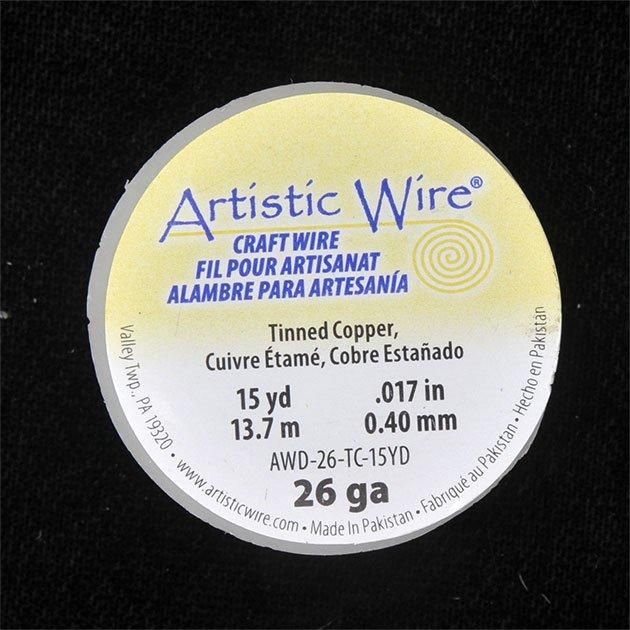 Artistic Wire®
CRAFT WIRE
FIL POUR ARTISANAT
ALAMBRE PARA ARTESANÍA
Tinned Copper,
Cuivre Étamé, Cobre Estañado
15 yd .017 in
13.7 m 0.40 mm
AWD-26-TC-15YD
26 ga
Valley Twp., PA 19320 • www.artisticwire.com • Made In Pakistan • Fabriqué au Pakistan • Hecho en Pakistán